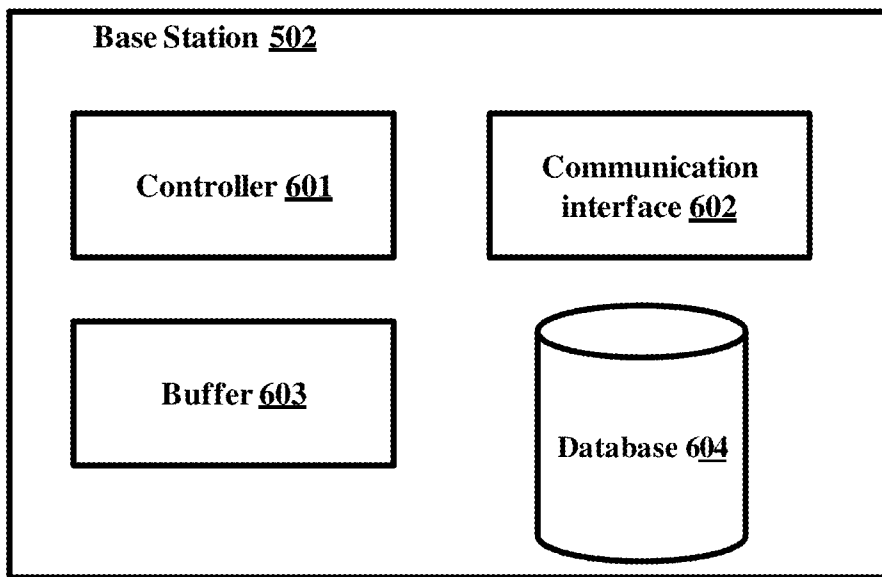 Base Station 502
Controller 601
Communication
interface 602
Buffer 603
Database 604